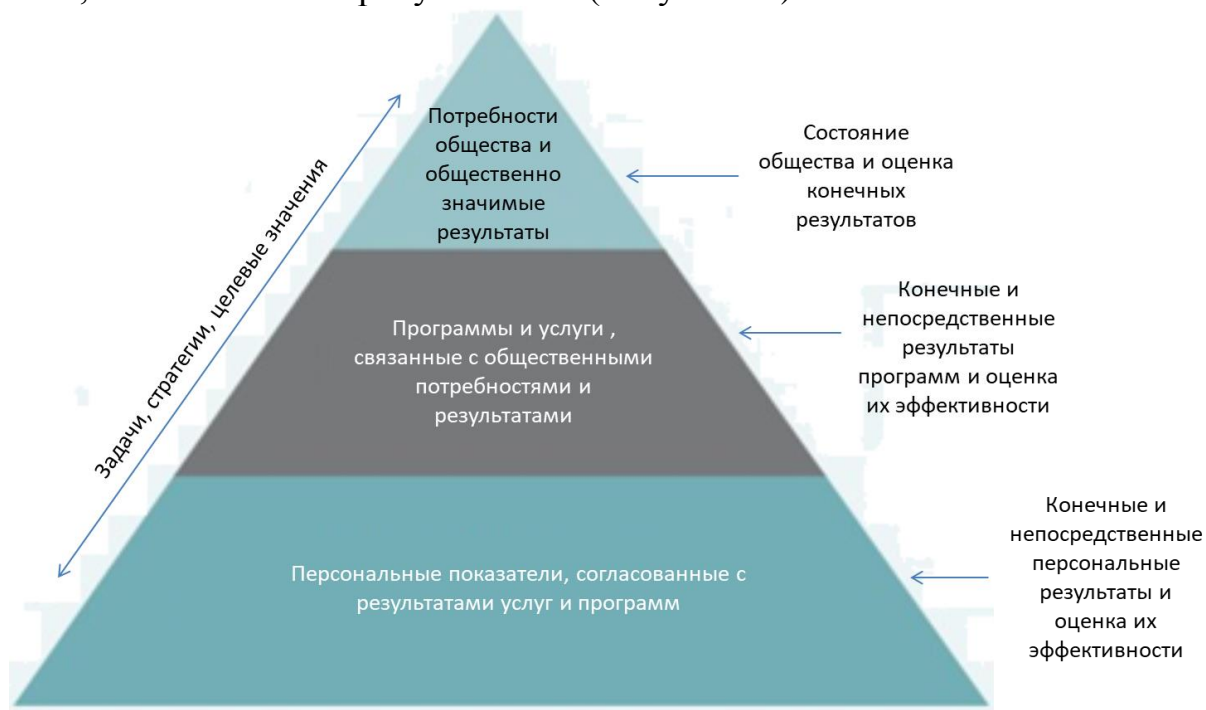 Потребности
общества и
общественно
значимые
результаты
Состояние
общества и оценка
конечных
результатов
Задачи, стратегии, целевые значения
Программы и услуги ,
связанные с общественными
потребностями и
результатами
Конечные и
непосредственные
результаты
программ и оценка
их эффективности
Персональные показатели, согласованные с
результатами услуг и программ
Конечные и
непосредственные
персональные
результаты и
оценка их
эффективности